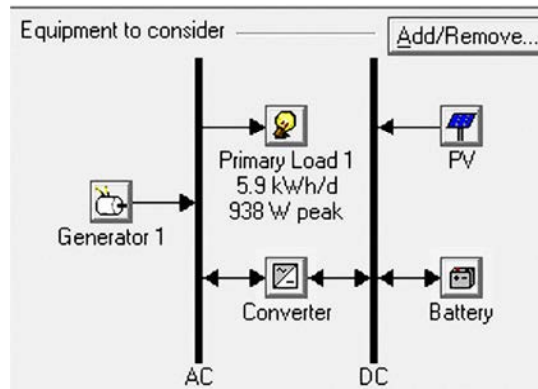 Equipment to consider
Add/Remove...
Primary Load 1
5.9 kWh/d
938 W peak
PV
Generator 1
Converter
Battery
AC
DC